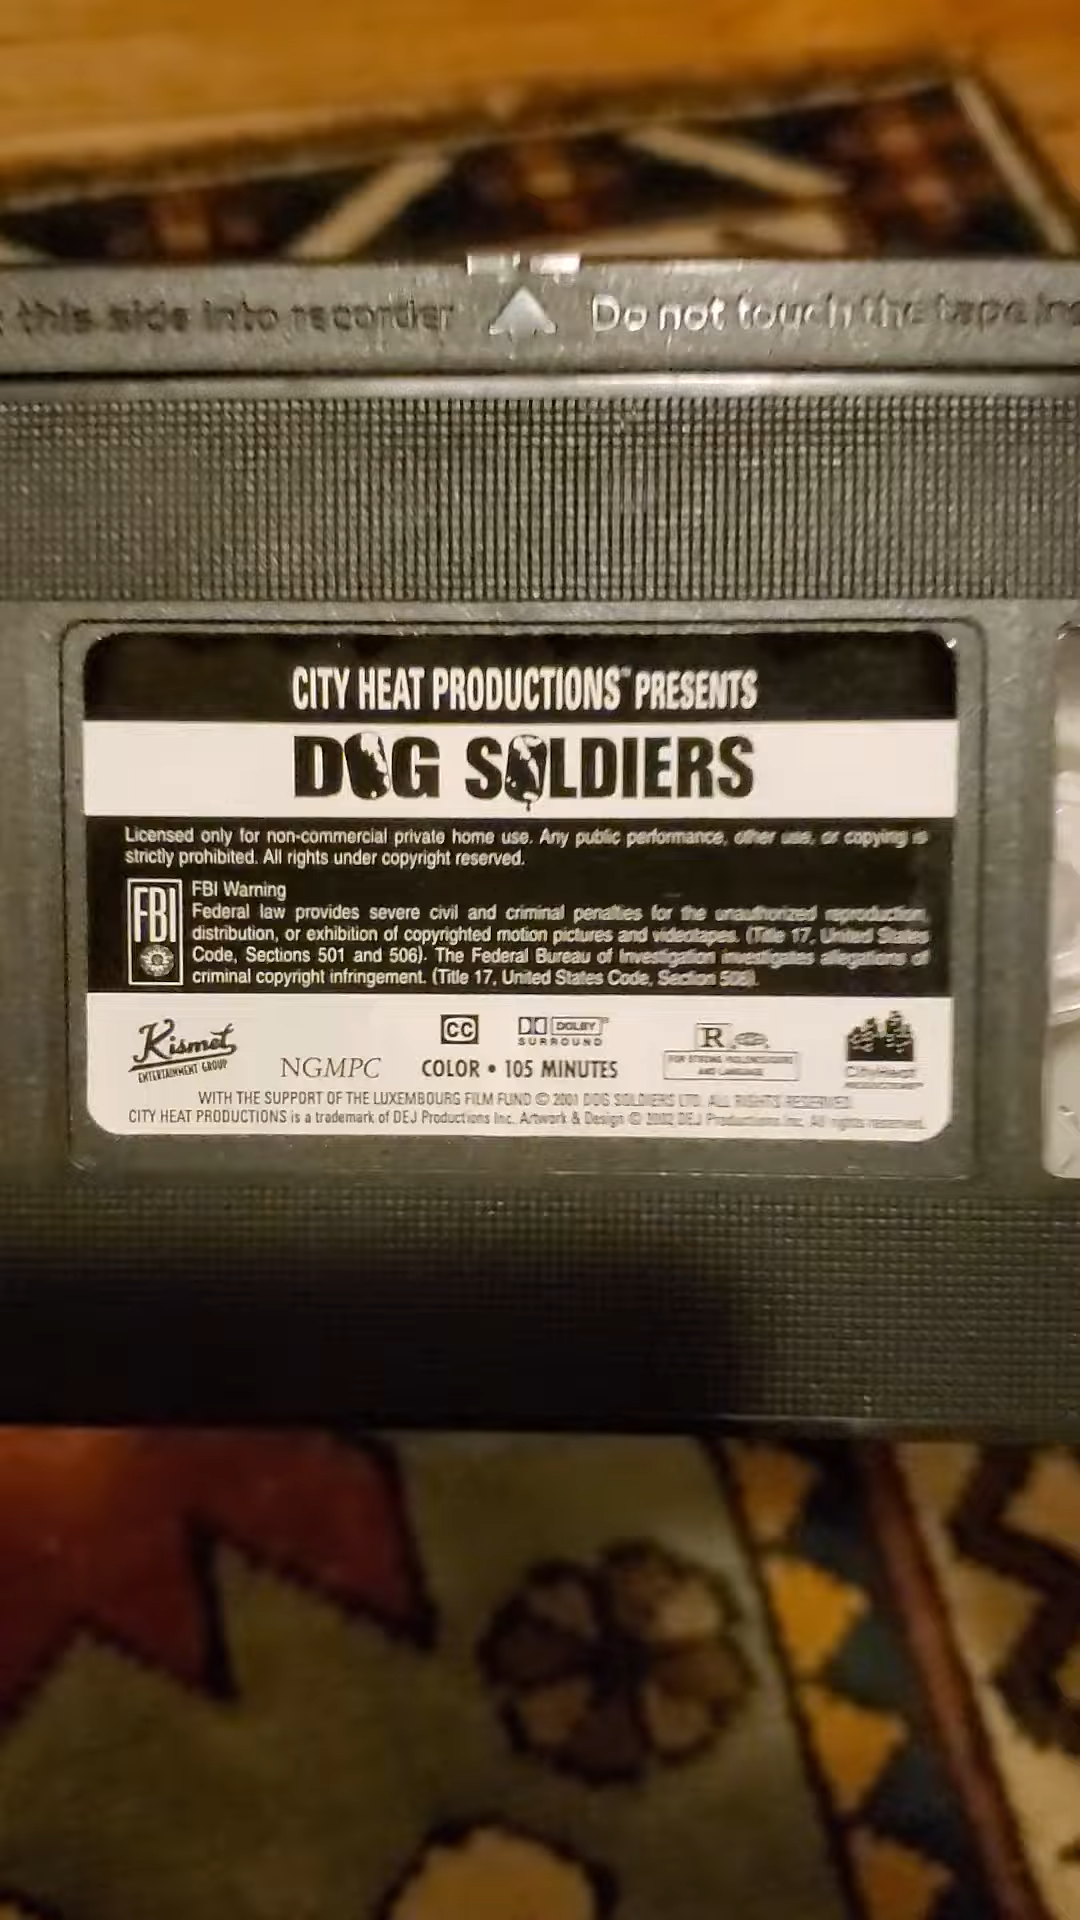 this side into recorder Do not touch the tape
CITY HEAT PRODUCTIONS™ PRESENTS
DOG SOLDIERS
Licensed only for non-commercial private home use. Any public performance, other use, or copying is
strictly prohibited. All rights under copyright reserved.
FBI
FBI Warning
Federal law provides severe civil and criminal penalties for the unauthorized reproduction,
distribution, or exhibition of copyrighted motion pictures and videotapes. (Title 17, United States
Code, Sections 501 and 506). The Federal Bureau of Investigation investigates allegations of
criminal copyright infringement. (Title 17, United States Code, Section 506).
Kismet
ENTERTAINMENT GROUP
NGMPC
CC
DOLBY
SURROUND
COLOR • 105 MINUTES
R
FOR STRONG VIOLENCE/GORE
AND LANGUAGE
CityHeat
PRODUCTIONS™
WITH THE SUPPORT OF THE LUXEMBOURG FILM FUND © 2001 DOG SOLDIERS LTD. ALL RIGHTS RESERVED.
CITY HEAT PRODUCTIONS is a trademark of DEJ Productions Inc. Artwork & Design © 2002 DEJ Productions Inc. All rights reserved.